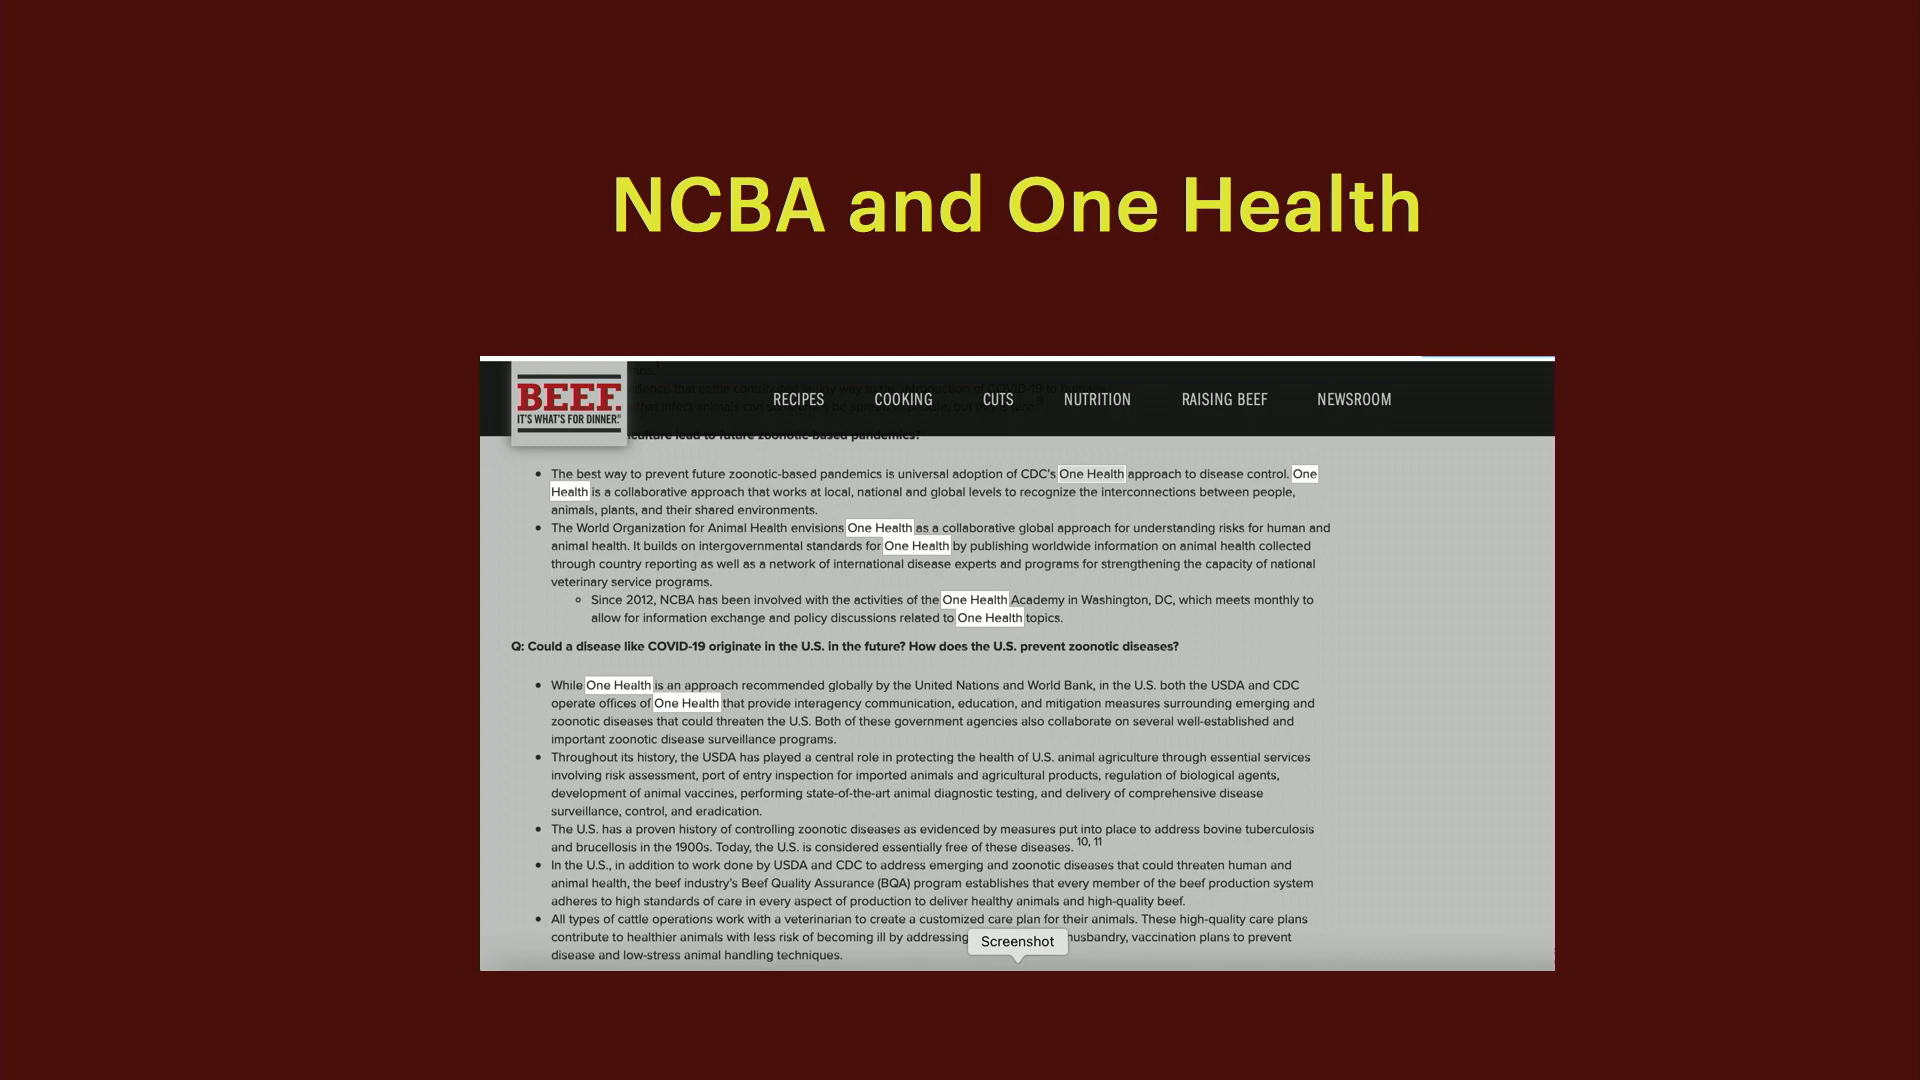 NCBA and One Health
BEEF.
IT'S WHAT'S FOR DINNER.®
RECIPES COOKING CUTS NUTRITION RAISING BEEF NEWSROOM
lead to future zoonotic-based pandemics?
• The best way to prevent future zoonotic-based pandemics is universal adoption of CDC's One Health approach to disease control. One
Health is a collaborative approach that works at local, national and global levels to recognize the interconnections between people,
animals, plants, and their shared environments.
• The World Organization for Animal Health envisions One Health as a collaborative global approach for understanding risks for human and
animal health. It builds on intergovernmental standards for One Health by publishing worldwide information on animal health collected
through country reporting as well as a network of international disease experts and programs for strengthening the capacity of national
veterinary service programs.
◦ Since 2012, NCBA has been involved with the activities of the One Health Academy in Washington, DC, which meets monthly to
allow for information exchange and policy discussions related to One Health topics.
Q: Could a disease like COVID-19 originate in the U.S. in the future? How does the U.S. prevent zoonotic diseases?
• While One Health is an approach recommended globally by the United Nations and World Bank, in the U.S. both the USDA and CDC
operate offices of One Health that provide interagency communication, education, and mitigation measures surrounding emerging and
zoonotic diseases that could threaten the U.S. Both of these government agencies also collaborate on several well-established and
important zoonotic disease surveillance programs.
• Throughout its history, the USDA has played a central role in protecting the health of U.S. animal agriculture through essential services
involving risk assessment, port of entry inspection for imported animals and agricultural products, regulation of biological agents,
development of animal vaccines, performing state-of-the-art animal diagnostic testing, and delivery of comprehensive disease
surveillance, control, and eradication.
• The U.S. has a proven history of controlling zoonotic diseases as evidenced by measures put into place to address bovine tuberculosis
and brucellosis in the 1900s. Today, the U.S. is considered essentially free of these diseases. 10, 11
• In the U.S., in addition to work done by USDA and CDC to address emerging and zoonotic diseases that could threaten human and
animal health, the beef industry's Beef Quality Assurance (BQA) program establishes that every member of the beef production system
adheres to high standards of care in every aspect of production to deliver healthy animals and high-quality beef.
• All types of cattle operations work with a veterinarian to create a customized care plan for their animals. These high-quality care plans
contribute to healthier animals with less risk of becoming ill by addressing husbandry, vaccination plans to prevent
disease and low-stress animal handling techniques.
Screenshot